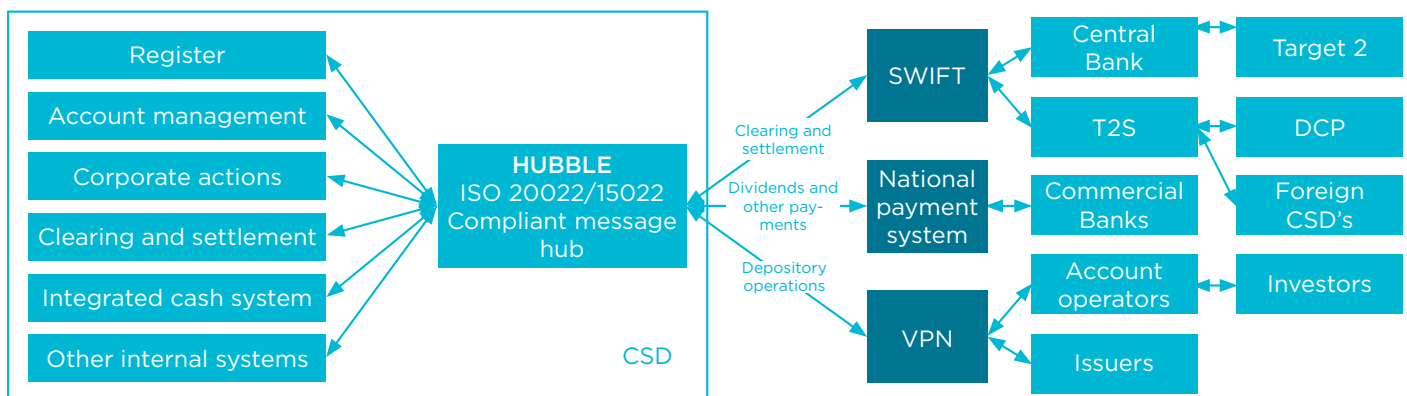 Register
Account management
Corporate actions
Clearing and settlement
Integrated cash system
Other internal systems
HUBBLE
ISO 20022/15022
Compliant message
hub
CSD
Clearing and
settlement
Dividends and
other pay-
ments
Depository
operations
SWIFT
National
payment
system
VPN
Central
Bank
T2S
Commercial
Banks
Account
operators
Issuers
Target 2
DCP
Foreign
CSD's
Investors